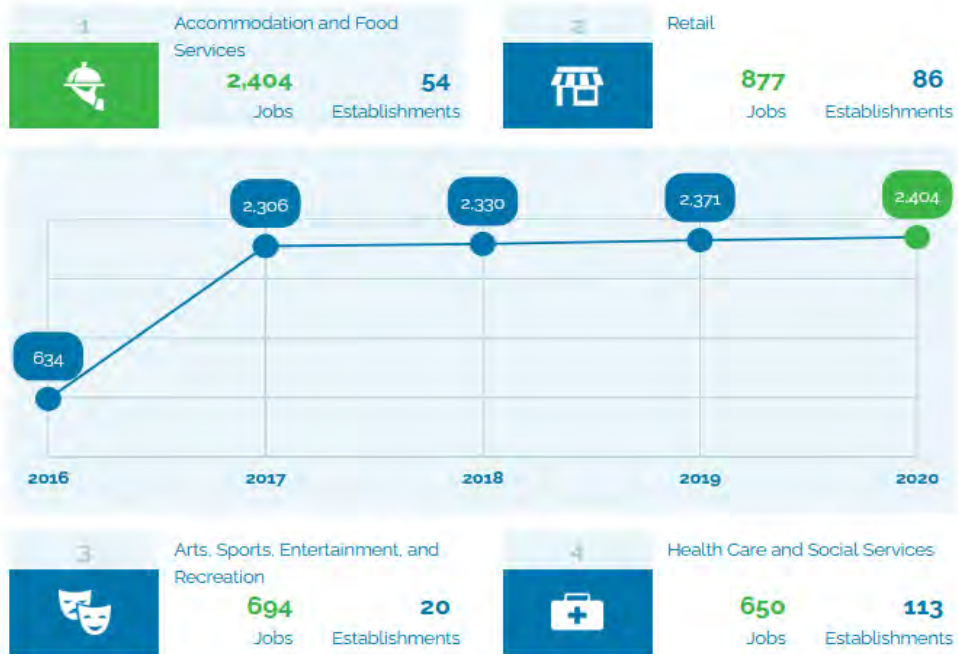 1
Accommodation and Food
Services
2,404
Jobs
54
Establishments
2
Retail
877
Jobs
86
Establishments
634
2,306
2,330
2,371
2,404
2016
2017
2018
2019
2020
3
Arts, Sports, Entertainment, and
Recreation
694
Jobs
20
Establishments
4
Health Care and Social Services
650
Jobs
113
Establishments